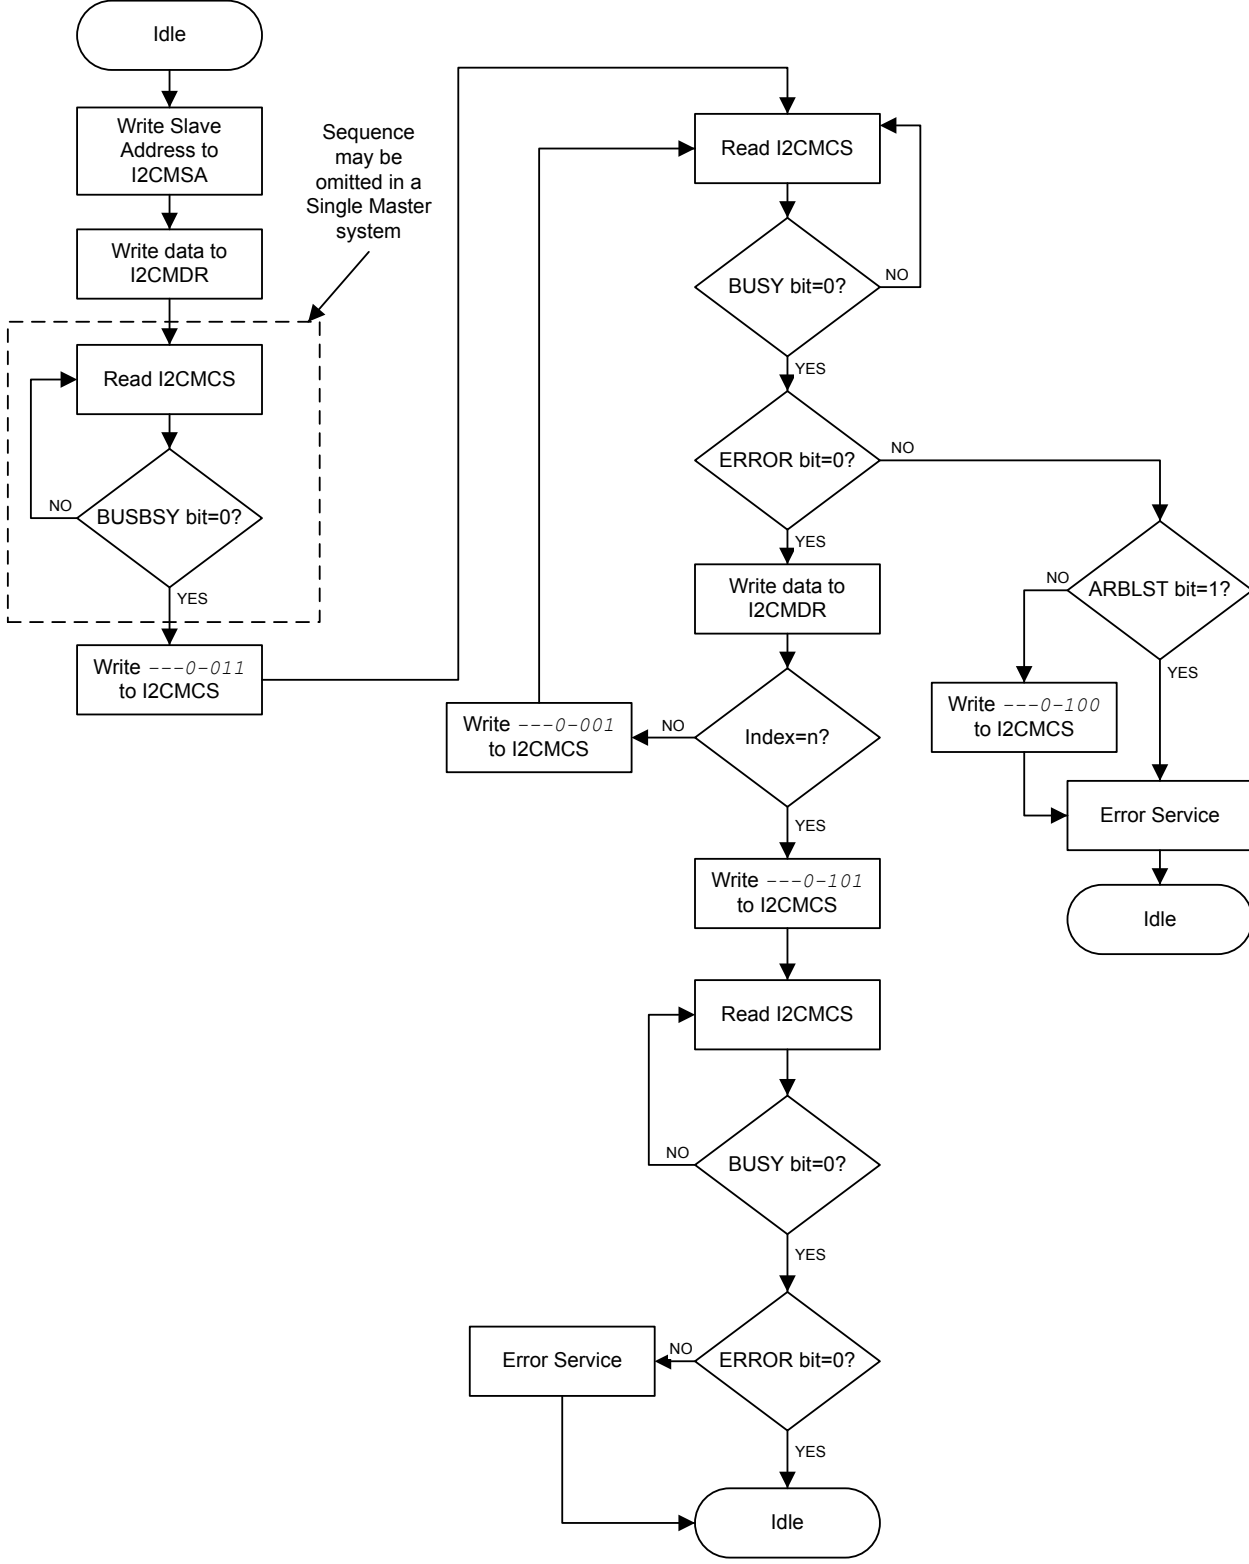 Idle
Write Slave
Address to
I2CMSA
Write data to
I2CMDR
Sequence
may be
omitted in a
Single Master
system
Read I2CMCS
BUSBSY bit=0?
NO
YES
Write ---0-011
to I2CMCS
Read I2CMCS
BUSY bit=0?
NO
YES
ERROR bit=0?
NO
YES
Write data to
I2CMDR
Index=n?
NO
Write ---0-001
to I2CMCS
YES
Write ---0-101
to I2CMCS
Read I2CMCS
BUSY bit=0?
NO
YES
ERROR bit=0?
NO
Error Service
YES
Idle
ARBLST bit=1?
NO
YES
Write ---0-100
to I2CMCS
Error Service
Idle